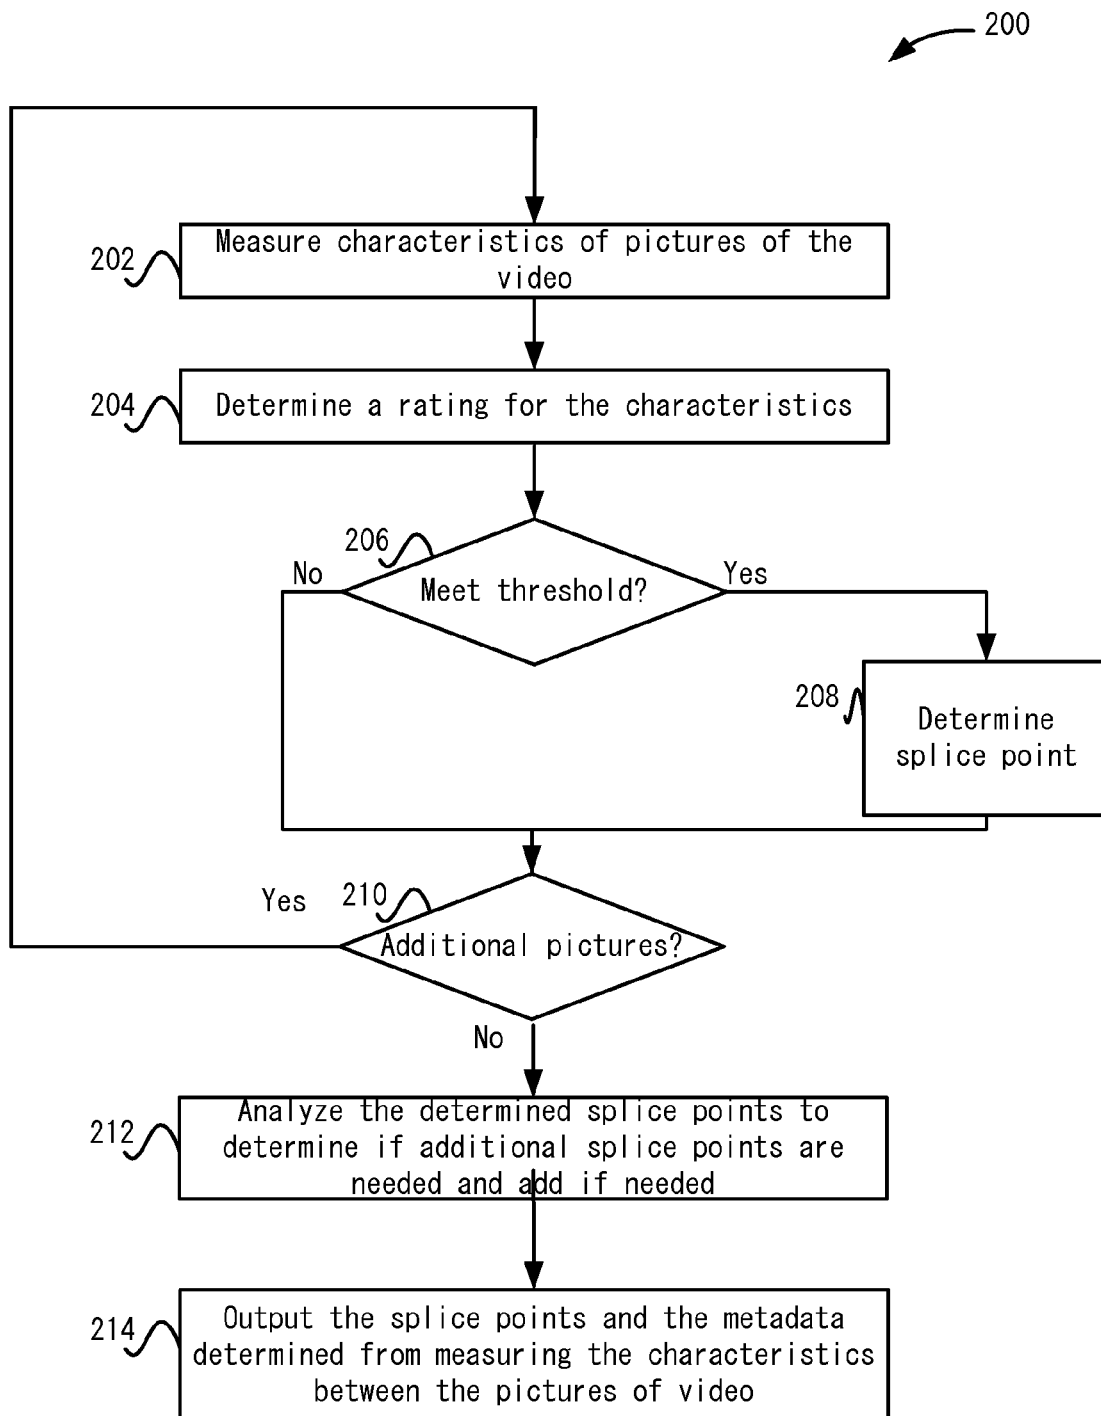 200
Measure characteristics of pictures of the
video
202
Determine a rating for the characteristics
204
206
No
Meet threshold?
Yes
208
Determine
splice point
Yes
210
Additional pictures?
No
Analyze the determined splice points to
determine if additional splice points are
needed and add if needed
212
Output the splice points and the metadata
determined from measuring the characteristics
between the pictures of video
214